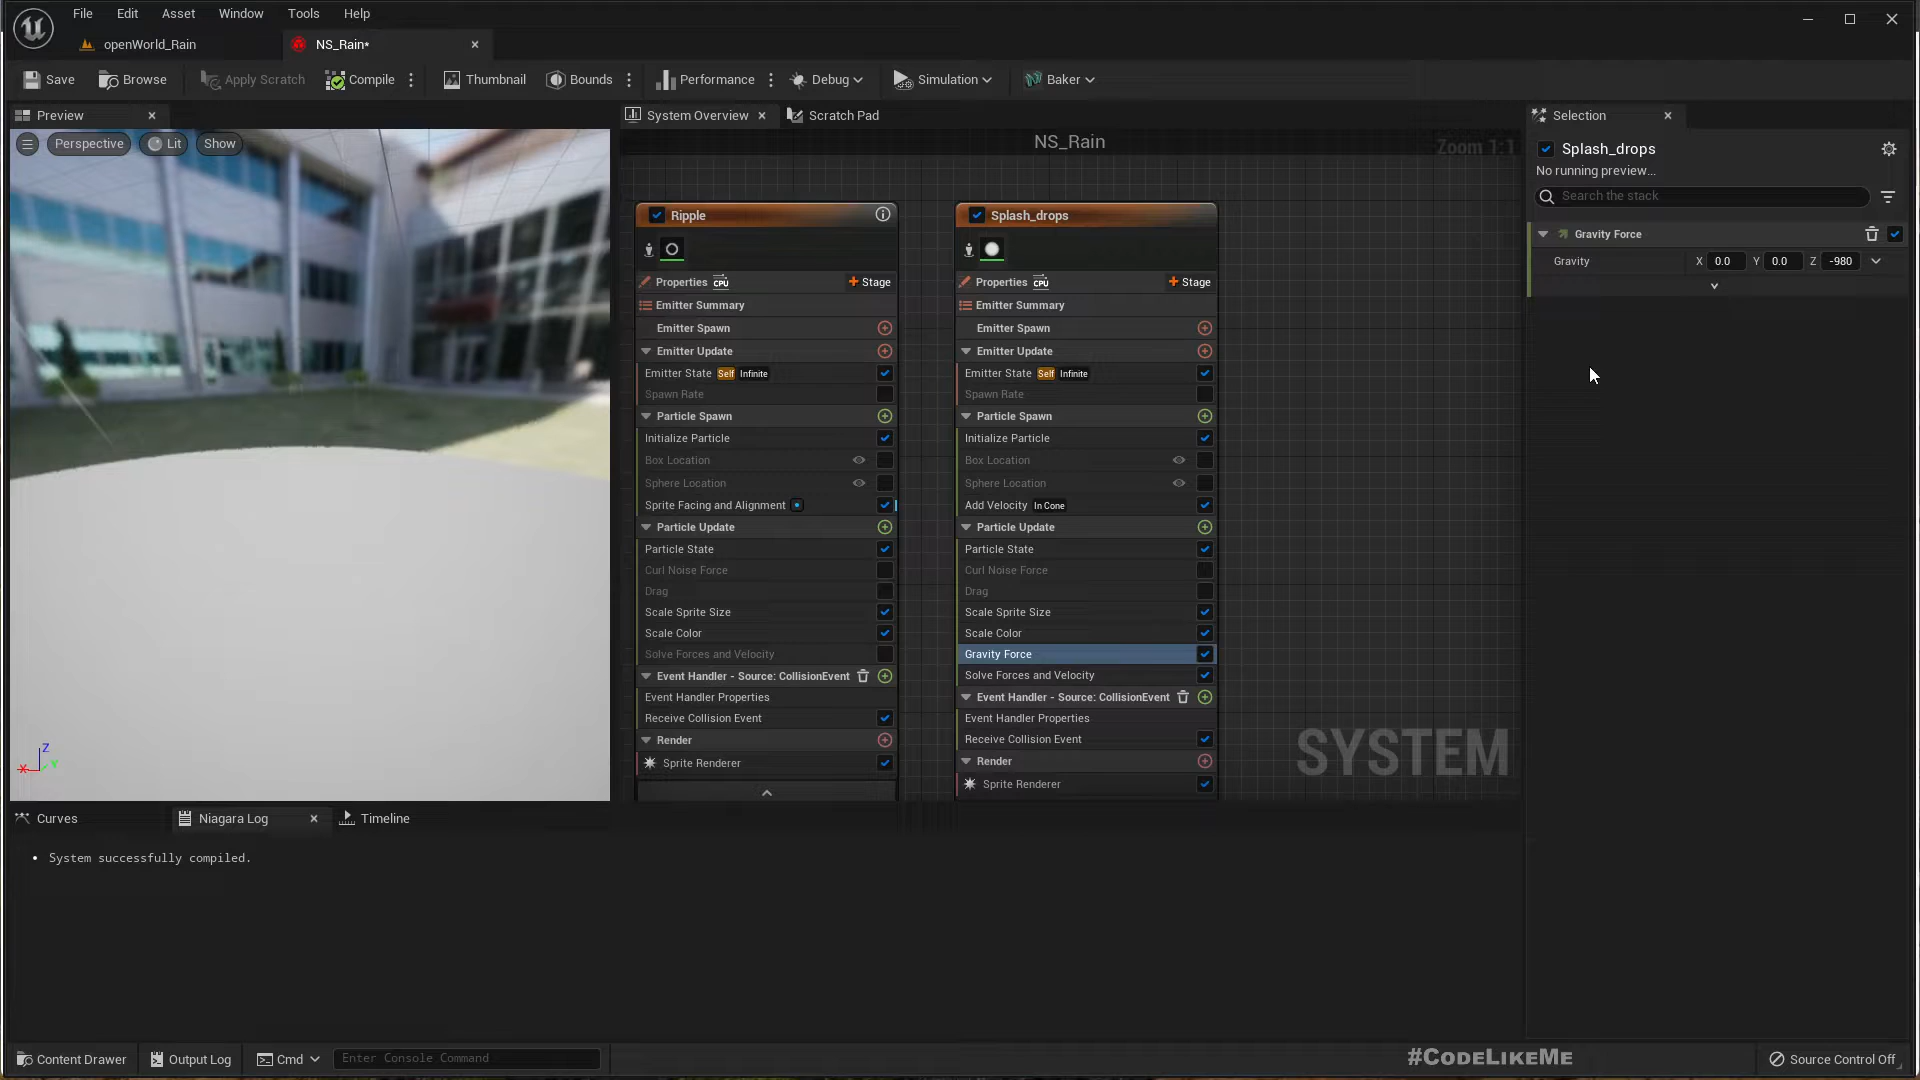 File Edit Asset Window Tools Help
openWorld_Rain
NS_Rain*
Save Browse Apply Scratch Compile Thumbnail Bounds Performance Debug Simulation Baker
Preview
Perspective Lit Show
Z
X
Y
System Overview Scratch Pad
NS_Rain
Zoom 1:1
Ripple
Properties CPU Stage
Emitter Summary
Emitter Spawn
Emitter Update
Emitter State Self Infinite
Spawn Rate
Particle Spawn
Initialize Particle
Box Location
Sphere Location
Sprite Facing and Alignment
Particle Update
Particle State
Curl Noise Force
Drag
Scale Sprite Size
Scale Color
Solve Forces and Velocity
Event Handler - Source: CollisionEvent
Event Handler Properties
Receive Collision Event
Render
Sprite Renderer
Splash_drops
Properties CPU Stage
Emitter Summary
Emitter Spawn
Emitter Update
Emitter State Self Infinite
Spawn Rate
Particle Spawn
Initialize Particle
Box Location
Sphere Location
Add Velocity In Cone
Particle Update
Particle State
Curl Noise Force
Drag
Scale Sprite Size
Scale Color
Gravity Force
Solve Forces and Velocity
Event Handler - Source: CollisionEvent
Event Handler Properties
Receive Collision Event
Render
Sprite Renderer
SYSTEM
Selection
Splash_drops
No running preview...
Search the stack
Gravity Force
Gravity X 0.0 Y 0.0 Z -980
Curves Niagara Log Timeline
System successfully compiled.
Content Drawer Output Log Cmd Enter Console Command
#CodeLikeMe
Source Control Off